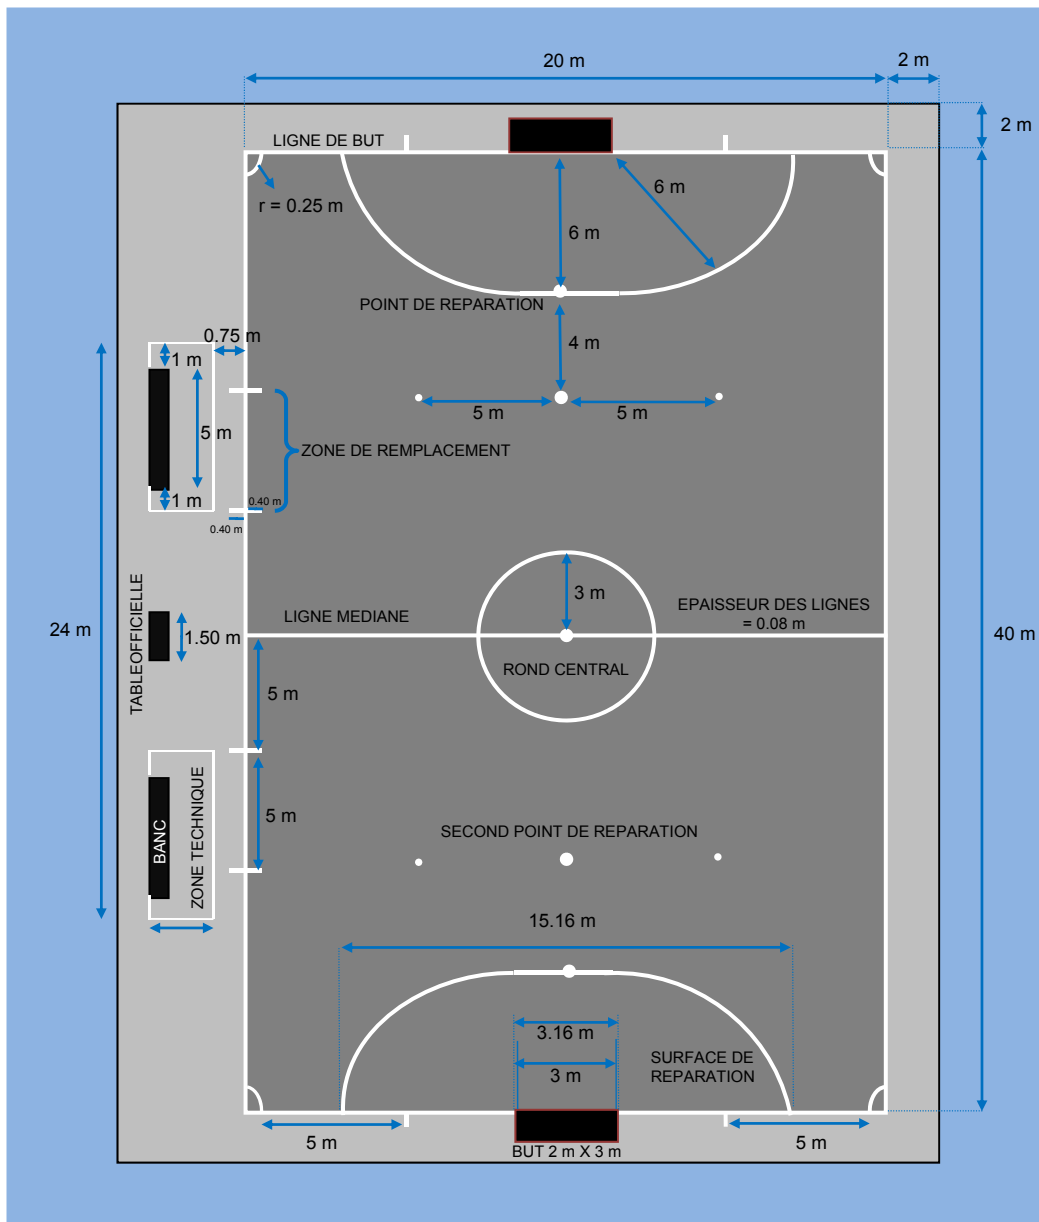 20 m
2 m
2 m
LIGNE DE BUT
6 m
r = 0.25 m
6 m
POINT DE REPARATION
0.75 m
4 m
1 m
5 m
5 m
5 m
ZONE DE REMPLACEMENT
1 m
0.40 m
0.40 m
TABLEOFFICIELLE
3 m
24 m
1.50 m
LIGNE MEDIANE
EPAISSEUR DES LIGNES
= 0.08 m
40 m
ROND CENTRAL
5 m
BANC
ZONE TECHNIQUE
5 m
SECOND POINT DE REPARATION
15.16 m
3.16 m
3 m
SURFACE DE
REPARATION
5 m
BUT 2 m X 3 m
5 m